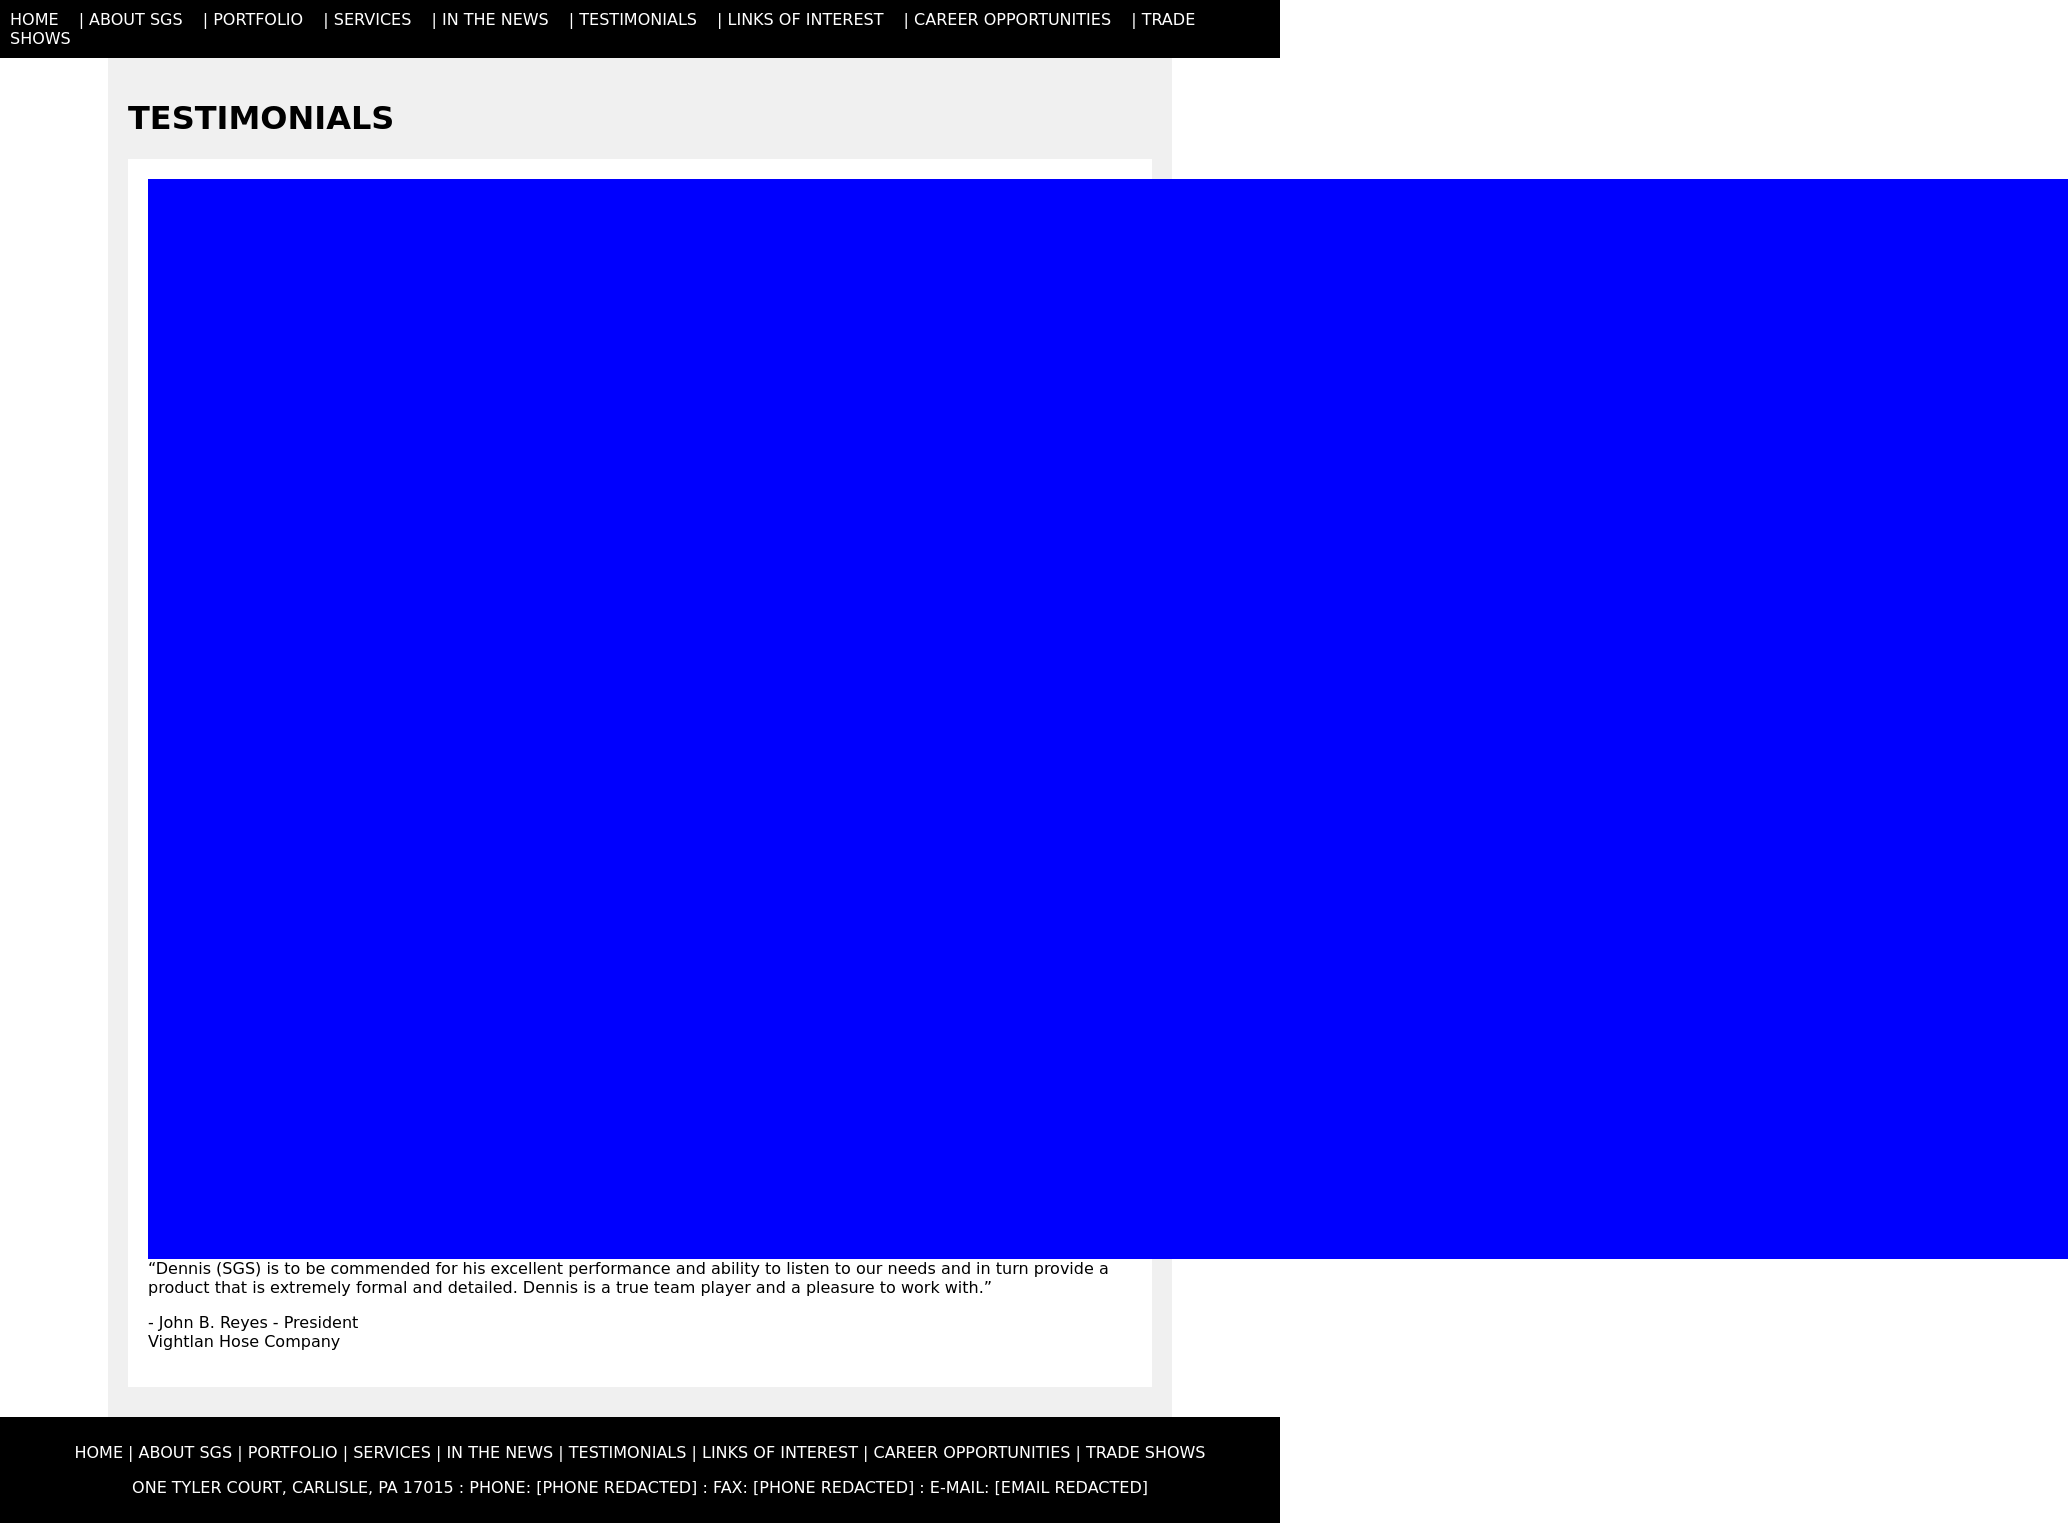 HOME | ABOUT SGS | PORTFOLIO | SERVICES | IN THE NEWS | TESTIMONIALS | LINKS OF INTEREST | CAREER OPPORTUNITIES | TRADE
SHOWS
TESTIMONIALS
“Dennis (SGS) is to be commended for his excellent performance and ability to listen to our needs and in turn provide a
product that is extremely formal and detailed. Dennis is a true team player and a pleasure to work with.”
- John B. Reyes - President
Vightlan Hose Company
HOME | ABOUT SGS | PORTFOLIO | SERVICES | IN THE NEWS | TESTIMONIALS | LINKS OF INTEREST | CAREER OPPORTUNITIES | TRADE SHOWS
ONE TYLER COURT, CARLISLE, PA 17015 : PHONE: [PHONE REDACTED] : FAX: [PHONE REDACTED] : E-MAIL: [EMAIL REDACTED]